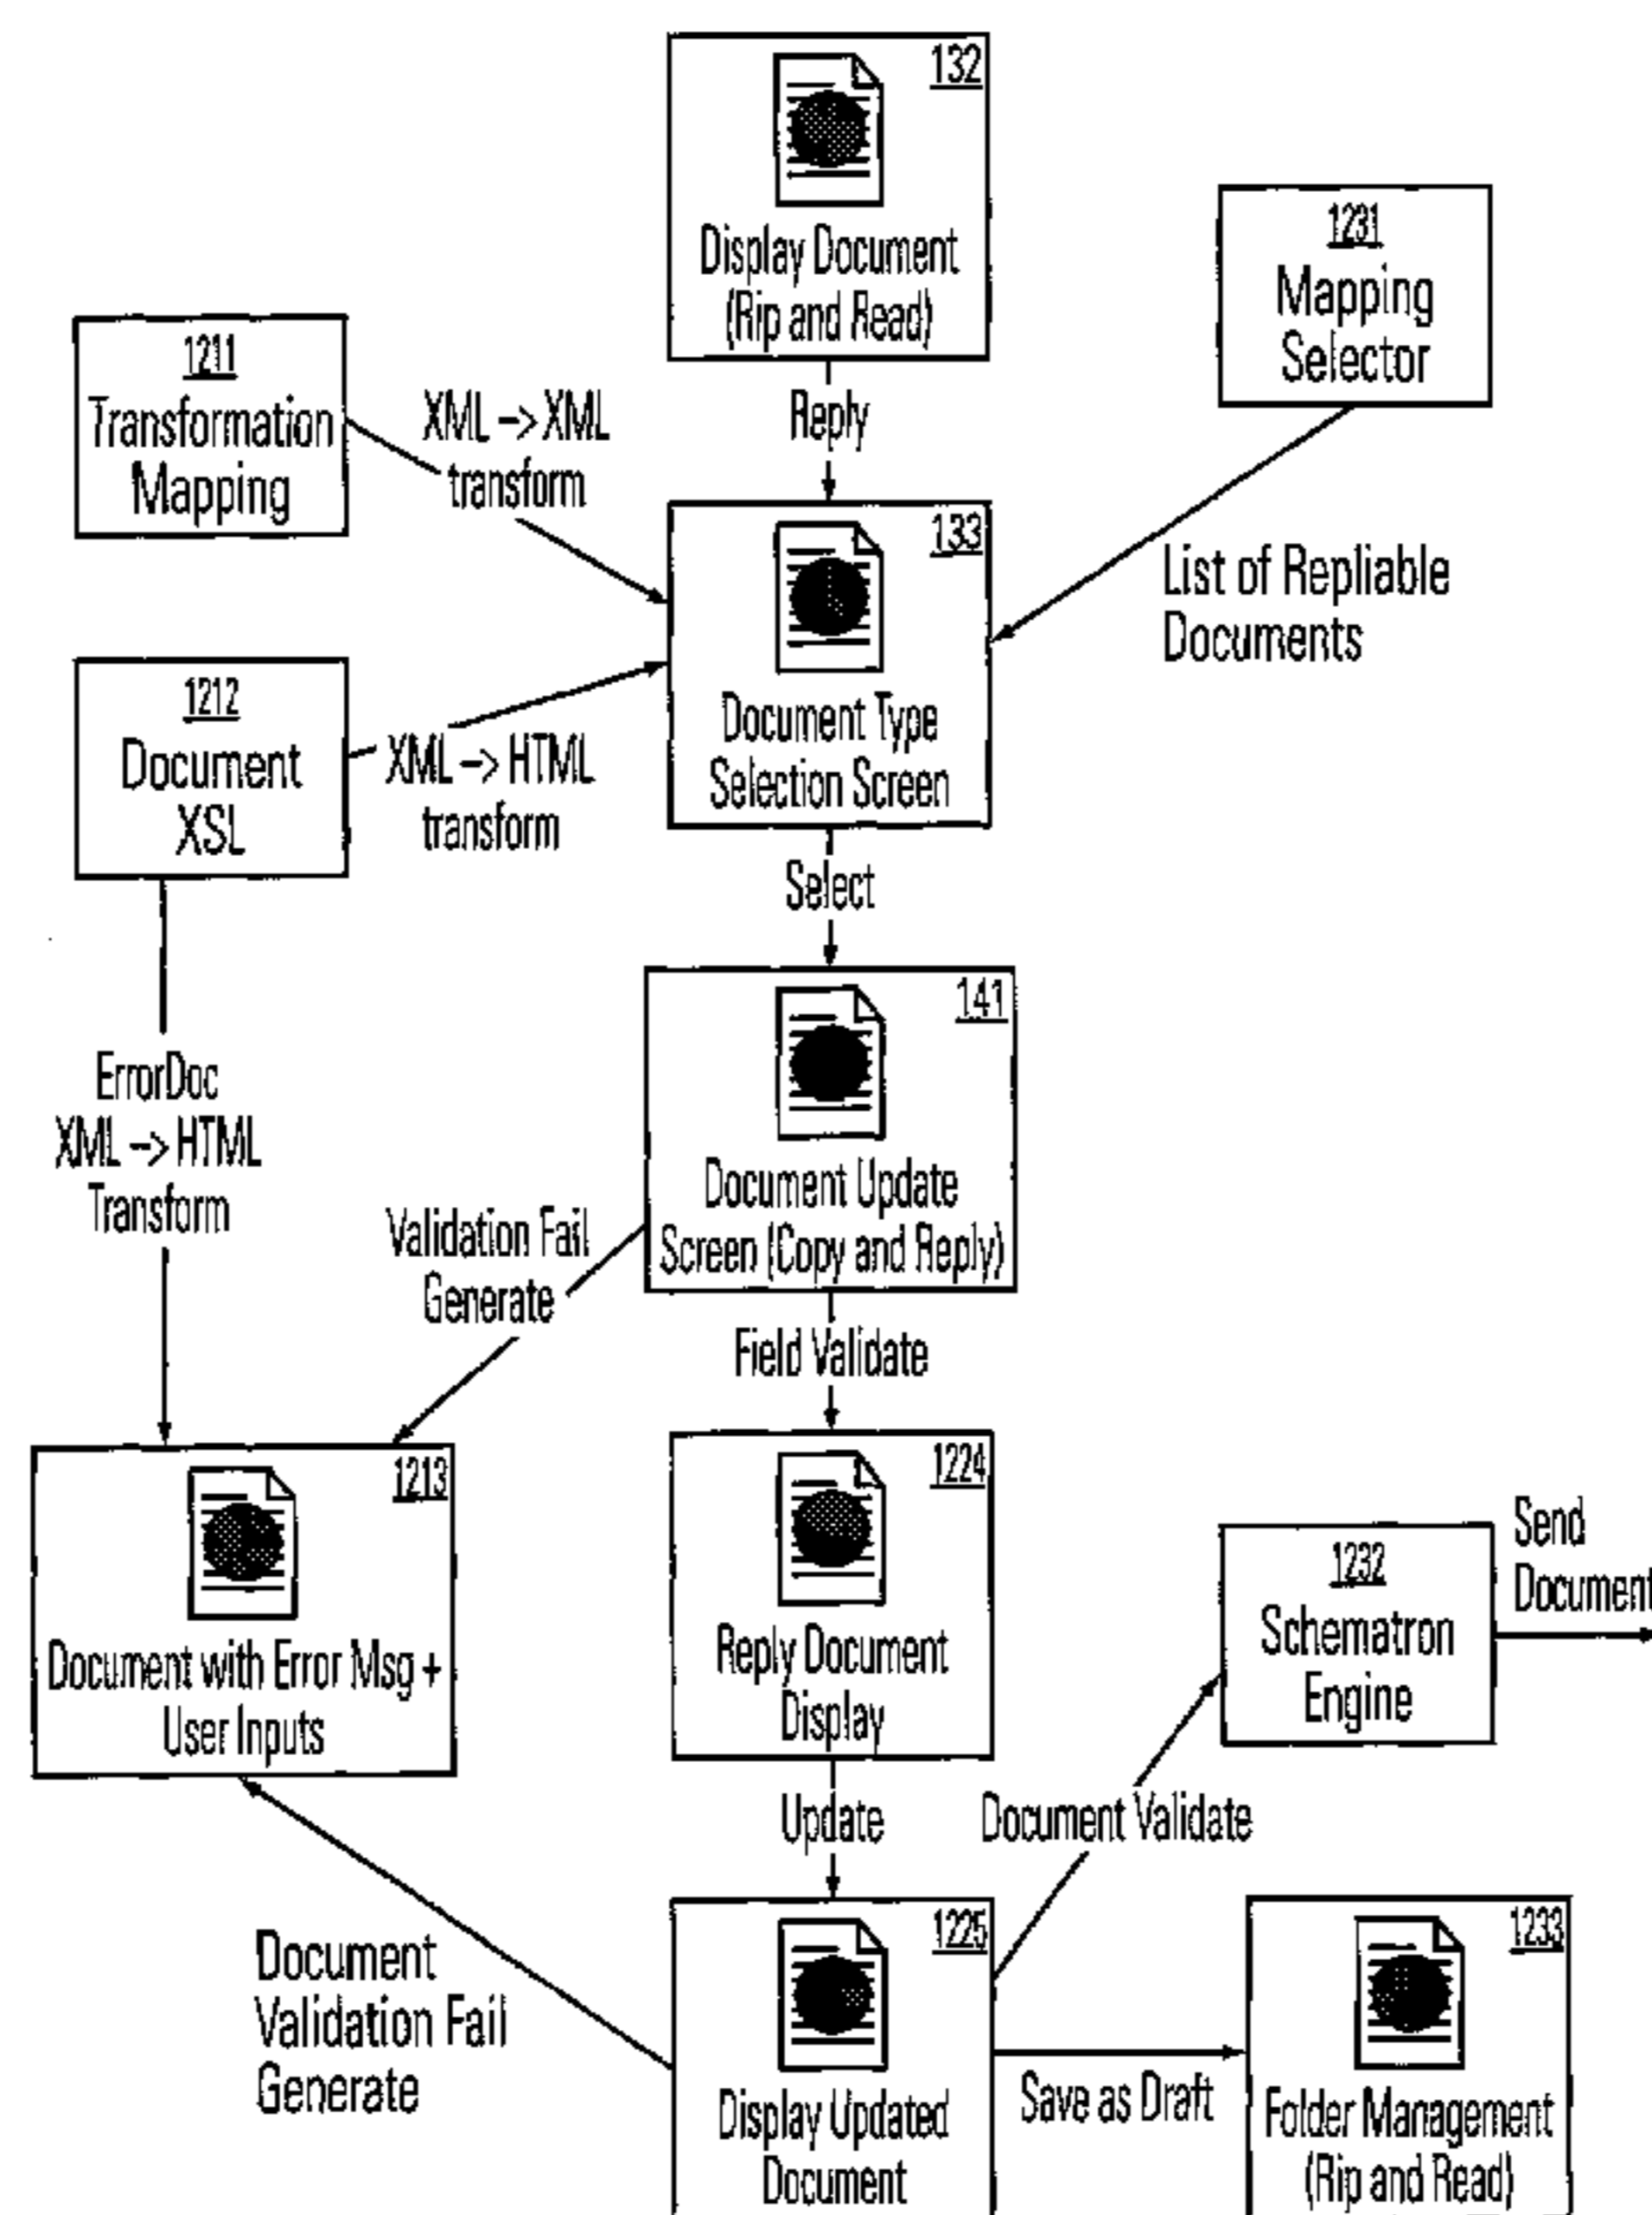 132
Display Document
(Rip and Read)
1231
Mapping
Selector
1211
Transformation
Mapping
XML –> XML
transform
Reply
133
Document Type
Selection Screen
List of Repliable
Documents
1212
Document
XSL
XML –> HTML
transform
Select
141
Document Update
Screen (Copy and Reply)
ErrorDoc
XML –> HTML
Transform
Validation Fail
Generate
Field Validate
1213
Document with Error Msg +
User Inputs
1224
Reply Document
Display
1232
Schematron
Engine
Send
Document
Update
Document Validate
Document
Validation Fail
Generate
1225
Display Updated
Document
Save as Draft
1233
Folder Management
(Rip and Read)